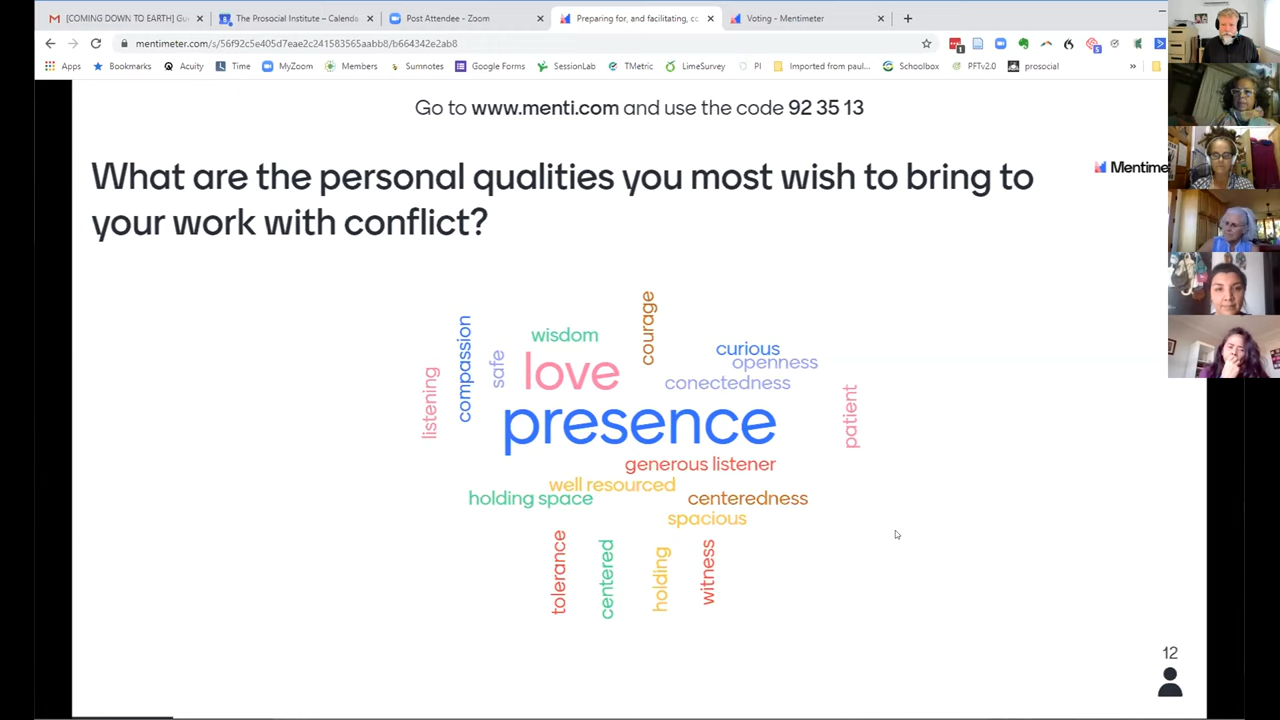 [COMING DOWN TO EARTH] Gu
The Prosocial Institute – Calenda
Post Attendee - Zoom
Preparing for, and facilitating, co
Voting - Mentimeter
mentimeter.com/s/56f92c5e405d7eae2c241583565aabb8/b664342e2ab8
Apps
Bookmarks
Acuity
Time
MyZoom
Members
Sumnotes
Google Forms
SessionLab
TMetric
LimeSurvey
PI
Imported from paul...
Schoolbox
PFTv2.0
prosocial
»
Go to www.menti.com and use the code 92 35 13
What are the personal qualities you most wish to bring to
your work with conflict?
Mentime
courage
wisdom
compassion
safe
listening
love
curious
openness
conectedness
patient
presence
generous listener
well resourced
holding space
centeredness
spacious
tolerance
centered
holding
witness
12